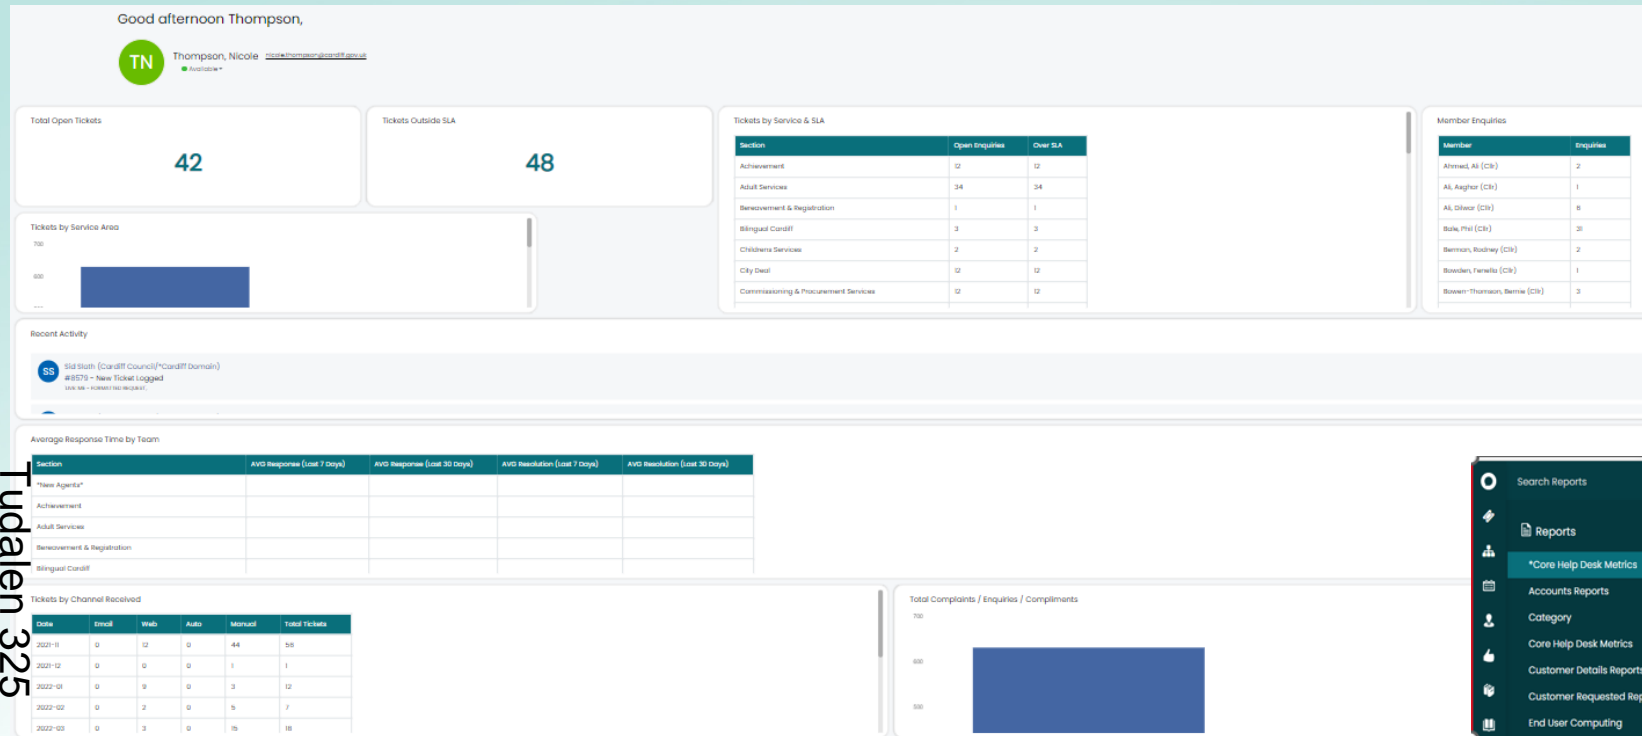 Good afternoon Thompson,
TN
Thompson, Nicole nicole.thompson@cardiff.gov.uk
Available
Total Open Tickets
42
Tickets Outside SLA
48
Tickets by Service & SLA
Section Open Enquiries Over SLA
Achievement 12 12
Adult Services 34 34
Bereavement & Registration 1 1
Bilingual Cardiff 3 3
Childrens Services 2 2
City Deal 12 12
Commissioning & Procurement Services 12 12
Member Enquiries
Member Enquiries
Ahmed, Ali (Cllr) 2
Ali, Asghar (Cllr) 1
Ali, Dilwar (Cllr) 8
Bale, Phil (Cllr) 31
Berman, Rodney (Cllr) 2
Bowden, Fenella (Cllr) 1
Bowen-Thomson, Bernie (Cllr) 3
Tickets by Service Area
700
600
Recent Activity
SS
Sid Slath (Cardiff Council/*Cardiff Domain)
#8579 - New Ticket Logged
Average Response Time by Team
Section AVG Response (Last 7 Days) AVG Response (Last 30 Days) AVG Resolution (Last 7 Days) AVG Resolution (Last 30 Days)
*New Agents*
Achievement
Adult Services
Bereavement & Registration
Bilingual Cardiff
Tickets by Channel Received
Date Email Web Auto Manual Total Tickets
2021-11 0 12 0 44 56
2021-12 0 0 0 1 1
2022-01 0 9 0 3 12
2022-02 0 2 0 5 7
2022-03 0 3 0 15 18
Total Complaints / Enquiries / Compliments
700
600
500
Search Reports
Reports
*Core Help Desk Metrics
Accounts Reports
Category
Core Help Desk Metrics
Customer Details Reports
Customer Requested Rep
End User Computing
Tudalen 325